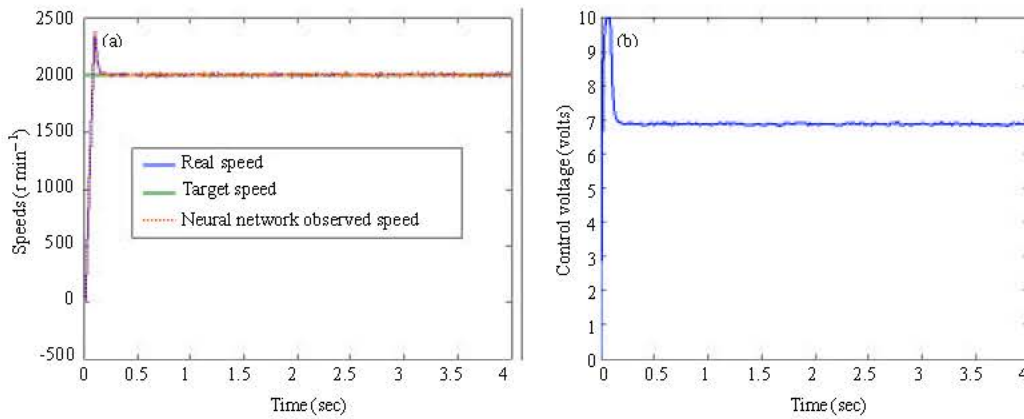 (a)
2500
2000
1500
1000
500
0
-500
Speeds (r min⁻¹)
Real speed
Target speed
Neural network observed speed
0 0.5 1 1.5 2 2.5 3 3.5 4
Time (sec)
(b)
10
9
8
7
6
5
4
3
2
1
0
Control voltage (volts)
0.5 1 1.5 2 2.5 3 3.5 4
Time (sec)